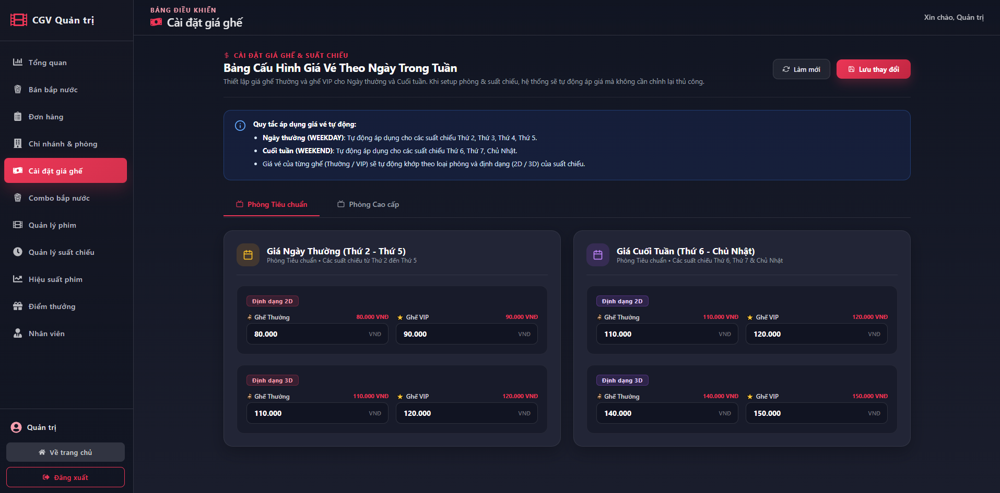 CGV Quản trị
Tổng quan
Bán bắp nước
Đơn hàng
Chi nhánh & phòng
Cài đặt giá ghế
Combo bắp nước
Quản lý phim
Quản lý suất chiếu
Hiệu suất phim
Điểm thưởng
Nhân viên
Quản trị
Về trang chủ
Đăng xuất
BẢNG ĐIỀU KHIỂN
Cài đặt giá ghế
Xin chào, Quản trị
$ CÀI ĐẶT GIÁ GHẾ & SUẤT CHIẾU
Bảng Cấu Hình Giá Vé Theo Ngày Trong Tuần
Thiết lập giá ghế Thường và ghế VIP cho Ngày thường và Cuối tuần. Khi setup phòng & suất chiếu, hệ thống sẽ tự động áp giá mà không cần chỉnh lại thủ công.
Làm mới
Lưu thay đổi
Quy tắc áp dụng giá vé tự động:
• Ngày thường (WEEKDAY): Tự động áp dụng cho các suất chiếu Thứ 2, Thứ 3, Thứ 4, Thứ 5.
• Cuối tuần (WEEKEND): Tự động áp dụng cho các suất chiếu Thứ 6, Thứ 7, Chủ Nhật.
• Giá vé của từng ghế (Thường / VIP) sẽ tự động khớp theo loại phòng và định dạng (2D / 3D) của suất chiếu.
Phòng Tiêu chuẩn
Phòng Cao cấp
Giá Ngày Thường (Thứ 2 - Thứ 5)
Phòng Tiêu chuẩn • Các suất chiếu từ Thứ 2 đến Thứ 5
Định dạng 2D
Ghế Thường 80.000 VNĐ
80.000 VNĐ
Ghế VIP 90.000 VNĐ
90.000 VNĐ
Định dạng 3D
Ghế Thường 110.000 VNĐ
110.000 VNĐ
Ghế VIP 120.000 VNĐ
120.000 VNĐ
Giá Cuối Tuần (Thứ 6 - Chủ Nhật)
Phòng Tiêu chuẩn • Các suất chiếu Thứ 6, Thứ 7 & Chủ Nhật
Định dạng 2D
Ghế Thường 110.000 VNĐ
110.000 VNĐ
Ghế VIP 120.000 VNĐ
120.000 VNĐ
Định dạng 3D
Ghế Thường 140.000 VNĐ
140.000 VNĐ
Ghế VIP 150.000 VNĐ
150.000 VNĐ